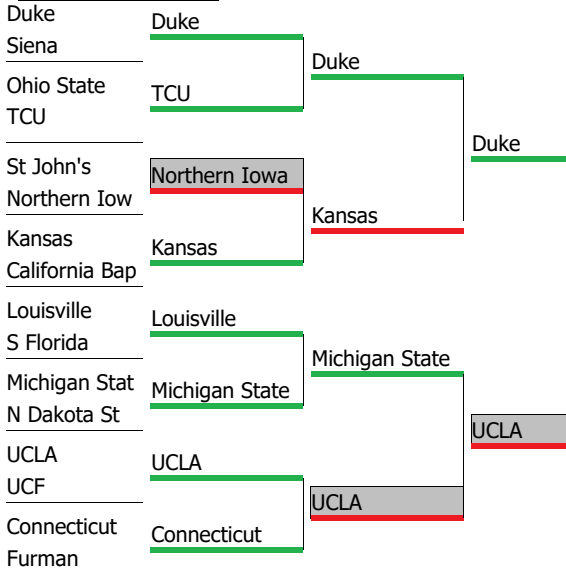 Duke
Siena
Ohio State
TCU
St John's
Northern Iow
Kansas
California Bap
Louisville
S Florida
Michigan Stat
N Dakota St
UCLA
UCF
Connecticut
Furman
Duke
TCU
Northern Iowa
Kansas
Louisville
Michigan State
UCLA
Connecticut
Duke
Kansas
Michigan State
UCLA
Duke
UCLA